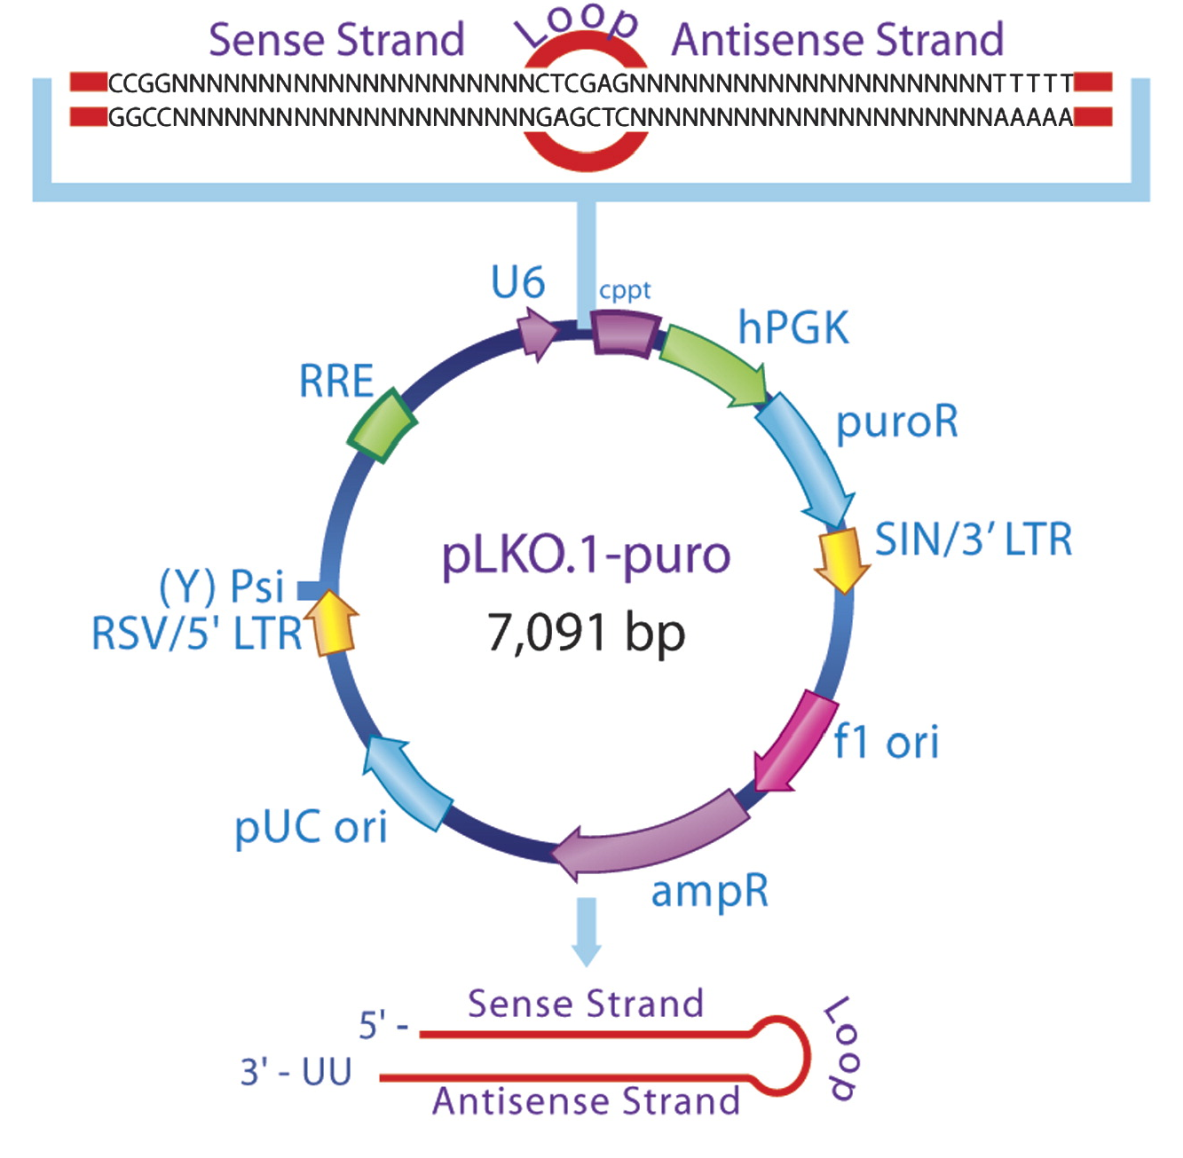 Sense Strand Loop Antisense Strand
CCGGNNNNNNNNNNNNNNNNNNNNNCTCGAGNNNNNNNNNNNNNNNNNNNNNTTTTT
GGCCNNNNNNNNNNNNNNNNNNNNNGAGCTCNNNNNNNNNNNNNNNNNNNNNAAAAA
U6
cppt
hPGK
RRE
puroR
SIN/3' LTR
pLKO.1-puro
7,091 bp
(Y) Psi
RSV/5' LTR
f1 ori
pUC ori
ampR
Sense Strand
5' -
Loop
3' - UU
Antisense Strand